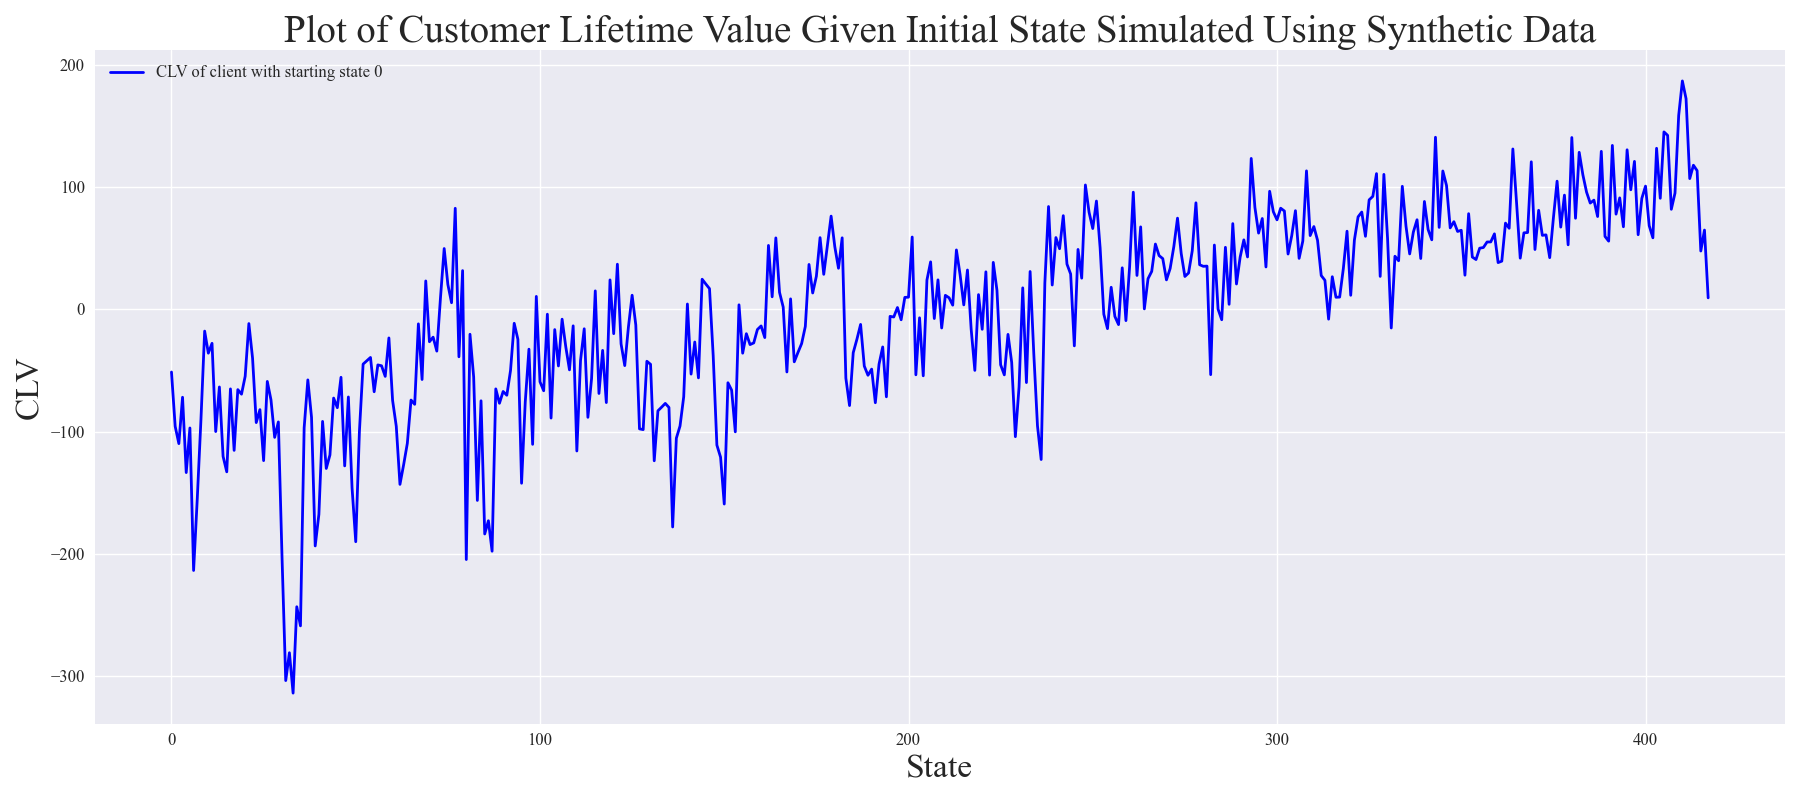 Plot of Customer Lifetime Value Given Initial State Simulated Using Synthetic Data
CLV of client with starting state 0
200
100
0
−100
−200
−300
CLV
0 100 200 300 400
State